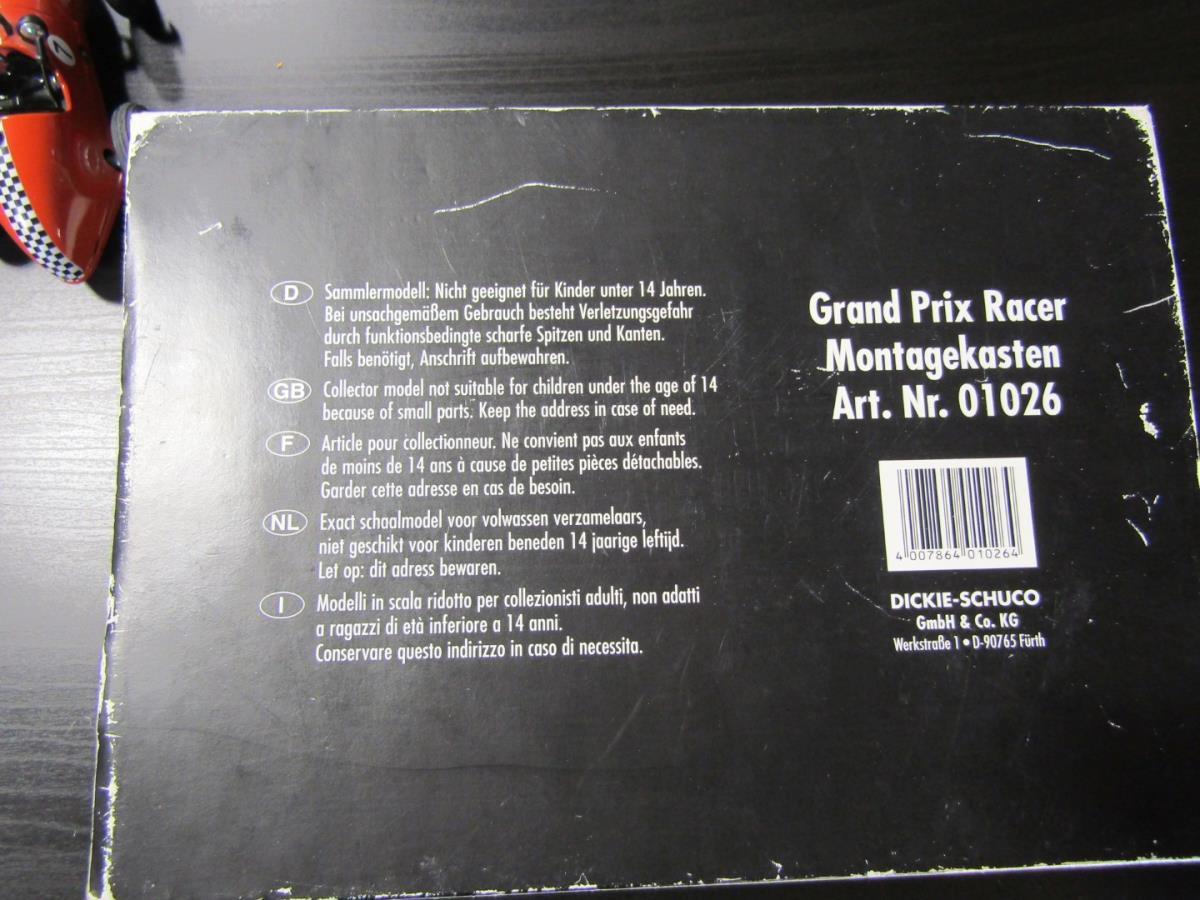 7
D
Sammlermodell: Nicht geeignet für Kinder unter 14 Jahren.
Bei unsachgemäßem Gebrauch besteht Verletzungsgefahr
durch funktionsbedingte scharfe Spitzen und Kanten.
Falls benötigt, Anschrift aufbewahren.
GB
Collector model not suitable for children under the age of 14
because of small parts. Keep the address in case of need.
F
Article pour collectionneur. Ne convient pas aux enfants
de moins de 14 ans à cause de petites pièces détachables.
Garder cette adresse en cas de besoin.
NL
Exact schaalmodel voor volwassen verzamelaars,
niet geschikt voor kinderen beneden 14 jaarige leftijd.
Let op: dit adress bewaren.
I
Modelli in scala ridotto per collezionisti adulti, non adatti
a ragazzi di età inferiore a 14 anni.
Conservare questo indirizzo in caso di necessita.
Grand Prix Racer
Montagekasten
Art. Nr. 01026
4 007864 010264
DICKIE-SCHUCO
GmbH & Co. KG
Werkstraße 1 • D-90765 Fürth